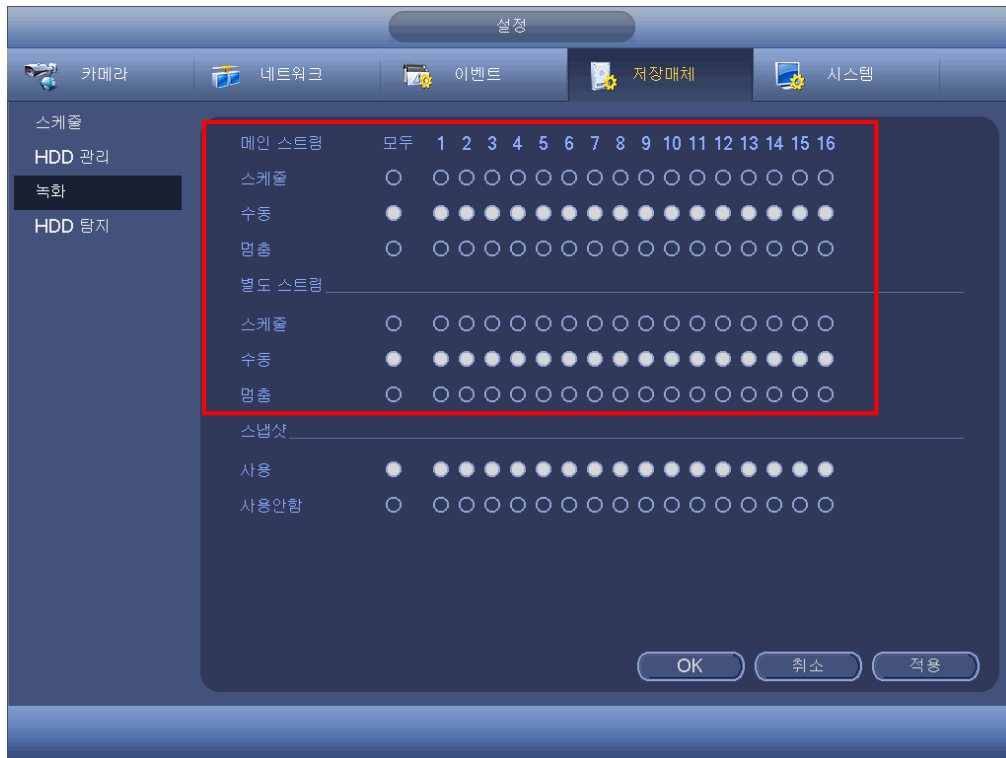 설정
카메라 네트워크 이벤트 저장매체 시스템
스케줄
HDD 관리
녹화
HDD 탐지
메인 스트림 모두 1 2 3 4 5 6 7 8 9 10 11 12 13 14 15 16
스케줄
수동
멈춤
별도 스트림
스케줄
수동
멈춤
스냅샷
사용
사용안함
OK 취소 적용